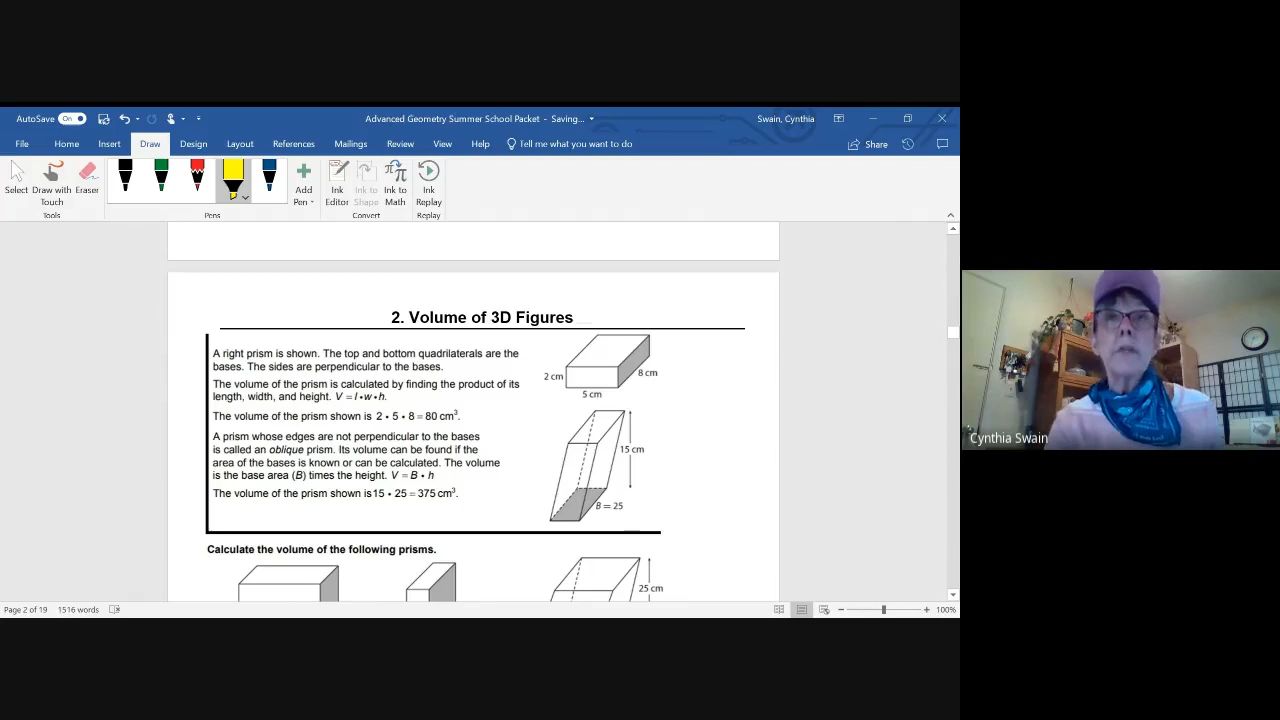 AutoSave On
Advanced Geometry Summer School Packet - Saving...
Swain, Cynthia
File Home Insert Draw Design Layout References Mailings Review View Help Tell me what you want to do Share
Select Draw with Touch Eraser Add Pen Ink Editor Ink to Shape Ink to Math Ink Replay
Tools Pens Convert Replay
2. Volume of 3D Figures
A right prism is shown. The top and bottom quadrilaterals are the
bases. The sides are perpendicular to the bases.
The volume of the prism is calculated by finding the product of its
length, width, and height. V = l•w•h.
The volume of the prism shown is 2 • 5 • 8 = 80 cm³.
A prism whose edges are not perpendicular to the bases
is called an oblique prism. Its volume can be found if the
area of the bases is known or can be calculated. The volume
is the base area (B) times the height. V = B • h
The volume of the prism shown is 15 • 25 = 375 cm³.
2 cm
8 cm
5 cm
15 cm
B = 25
Calculate the volume of the following prisms.
25 cm
Page 2 of 19 1516 words 100%
Cynthia Swain